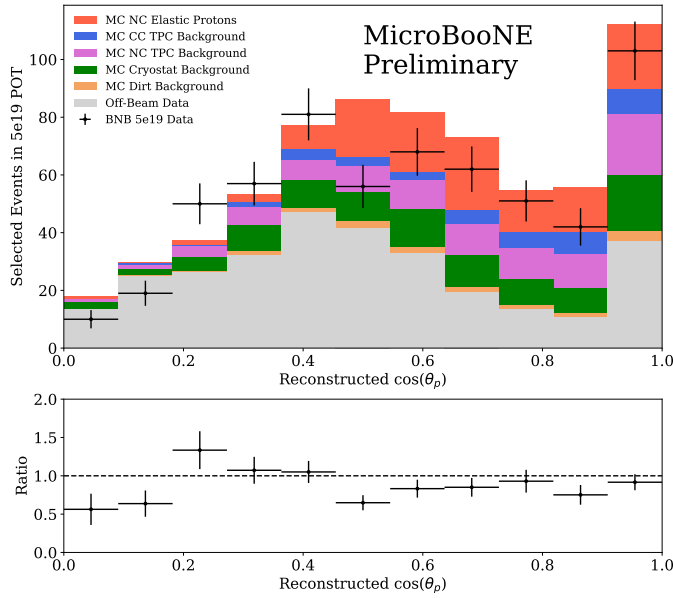 MC NC Elastic Protons
MC CC TPC Background
MC NC TPC Background
MC Cryostat Background
MC Dirt Background
Off-Beam Data
BNB 5e19 Data
MicroBooNE
Preliminary
Selected Events in 5e19 POT
100
80
60
40
20
0
0.0 0.2 0.4 0.6 0.8 1.0
Reconstructed cos(θp)
Ratio
2.0
1.5
1.0
0.5
0.0
0.0 0.2 0.4 0.6 0.8 1.0
Reconstructed cos(θp)